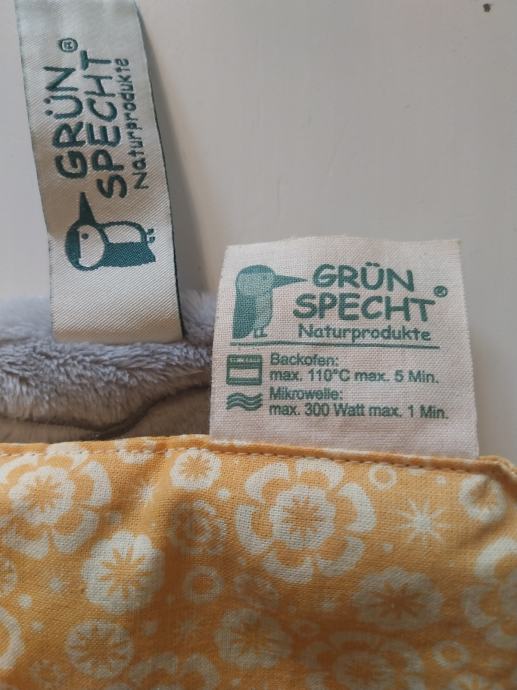 GRÜN
SPECHT®
Naturprodukte
GRÜN
SPECHT®
Naturprodukte
Backofen:
max. 110°C max. 5 Min.
Mikrowelle:
max. 300 Watt max. 1 Min.